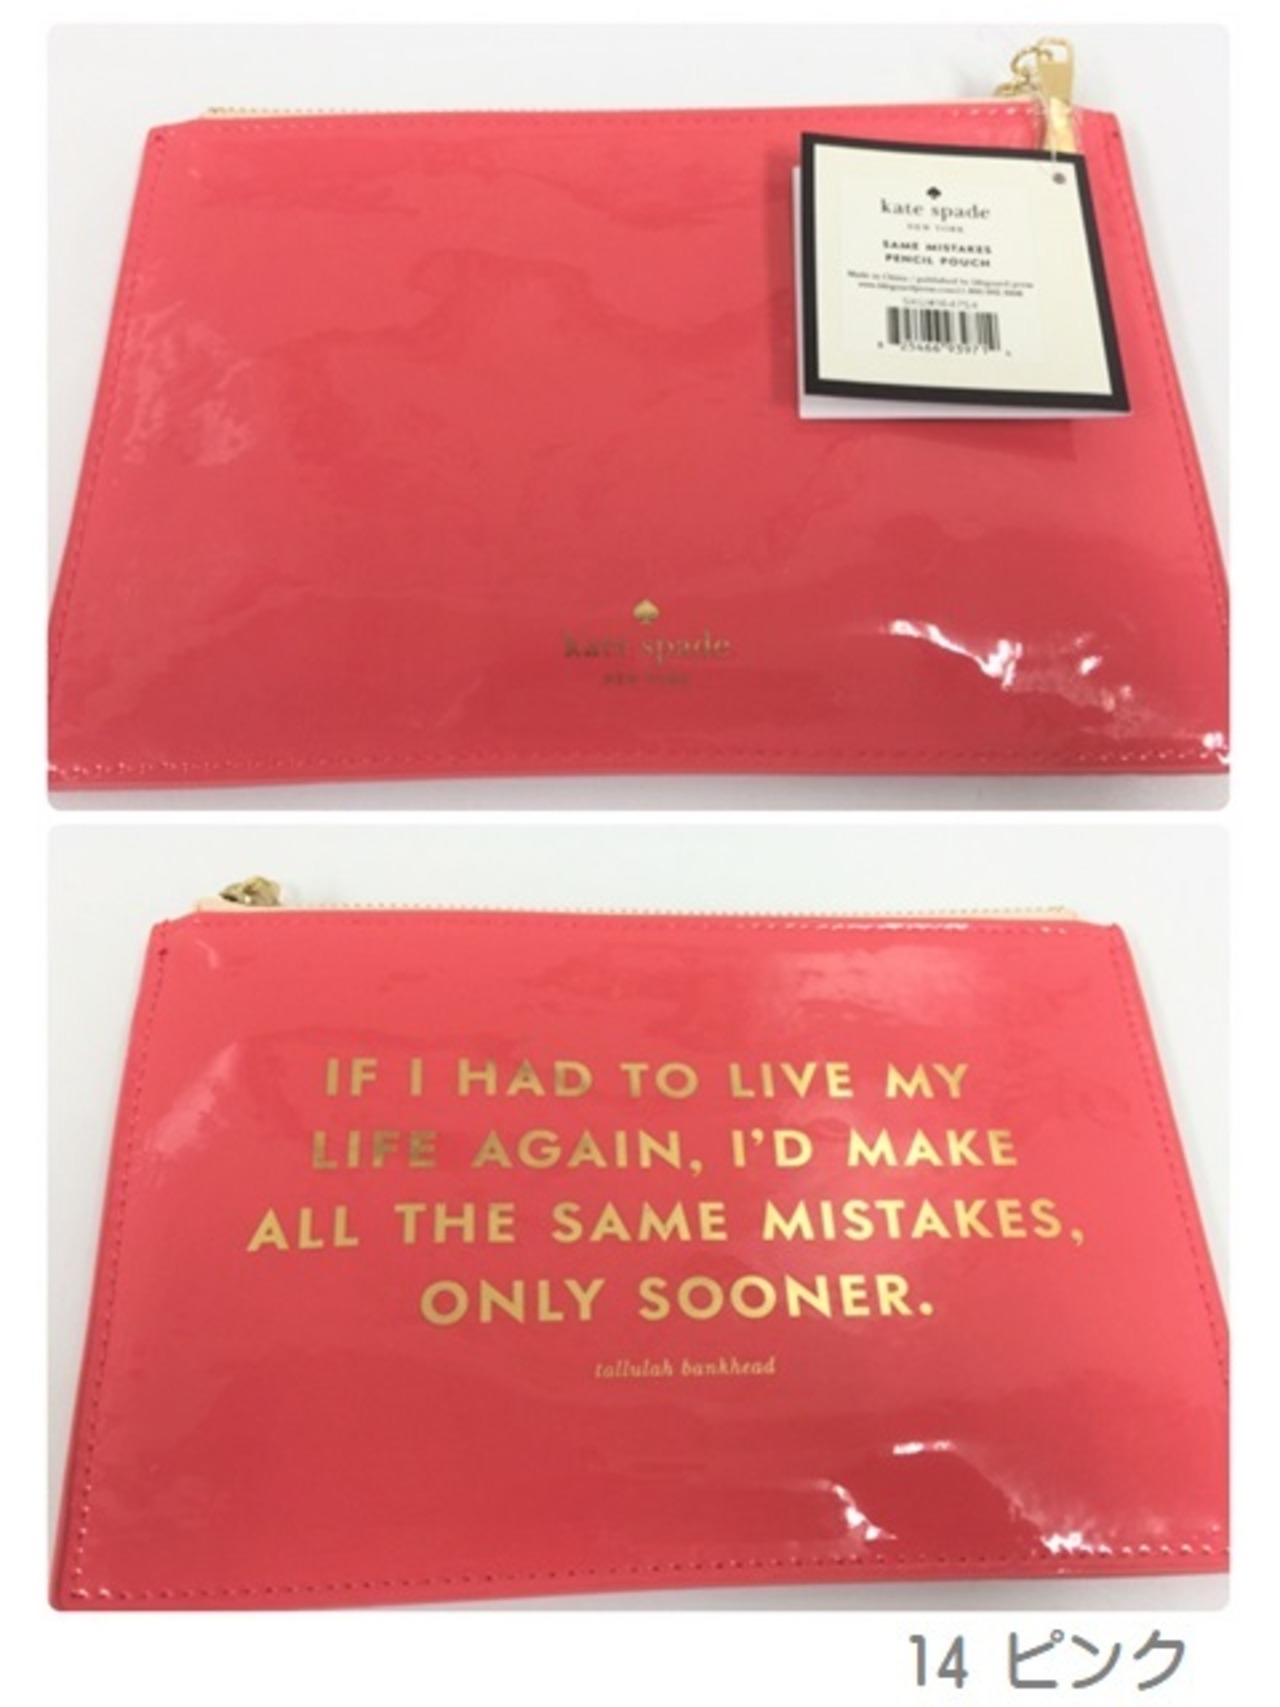 kate spade
NEW YORK
SAME MISTAKES
PENCIL POUCH
kate spade
NEW YORK
IF I HAD TO LIVE MY
LIFE AGAIN, I'D MAKE
ALL THE SAME MISTAKES,
ONLY SOONER.
tallulah bankhead
14 ピンク